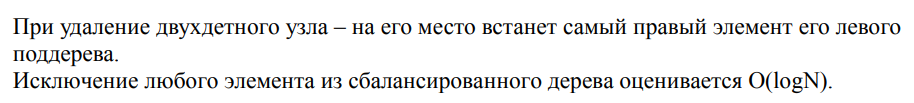 При удаление двухдетного узла – на его место встанет самый правый элемент его левого
поддерева.
Исключение любого элемента из сбалансированного дерева оценивается O(logN).